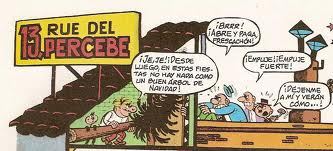 13, RUE DEL
PERCEBE
¡JE, JE! ¡DESDE
LUEGO, EN ESTAS FIES-
TAS NO HAY NADA COMO
UN BUEN ÁRBOL DE
NAVIDAD!
¡BRRR!
¡ABRE Y PAGA,
FRESCACHÓN!
¡EMPUJE! ¡EMPUJE
FUERTE!
¡DÉJENME
A MÍ Y VERÁN
CÓMO...!